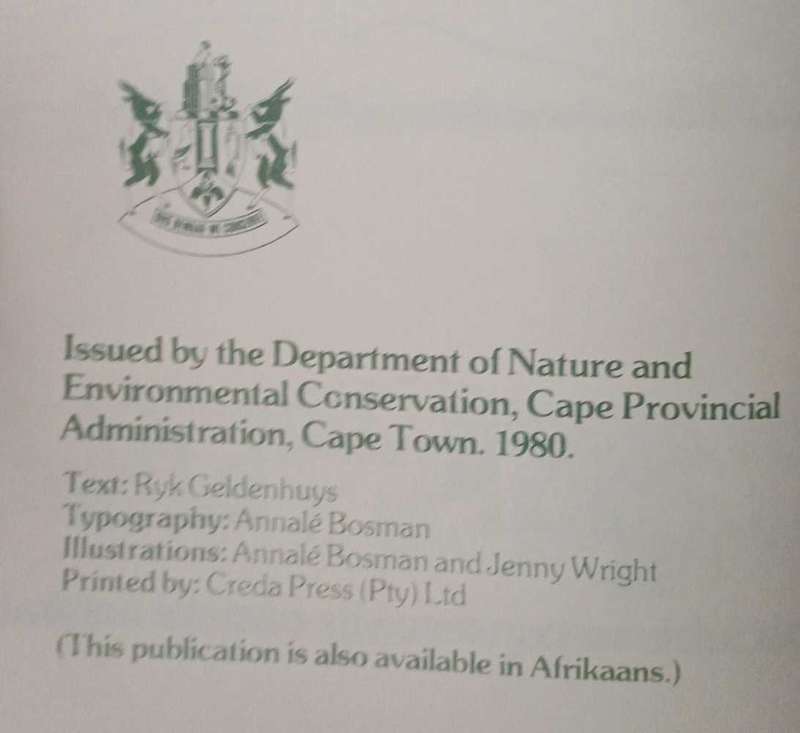 Issued by the Department of Nature and
Environmental Conservation, Cape Provincial
Administration, Cape Town. 1980.
Text: Ryk Geldenhuys
Typography: Annalé Bosman
Illustrations: Annalé Bosman and Jenny Wright
Printed by: Creda Press (Pty) Ltd
(This publication is also available in Afrikaans.)